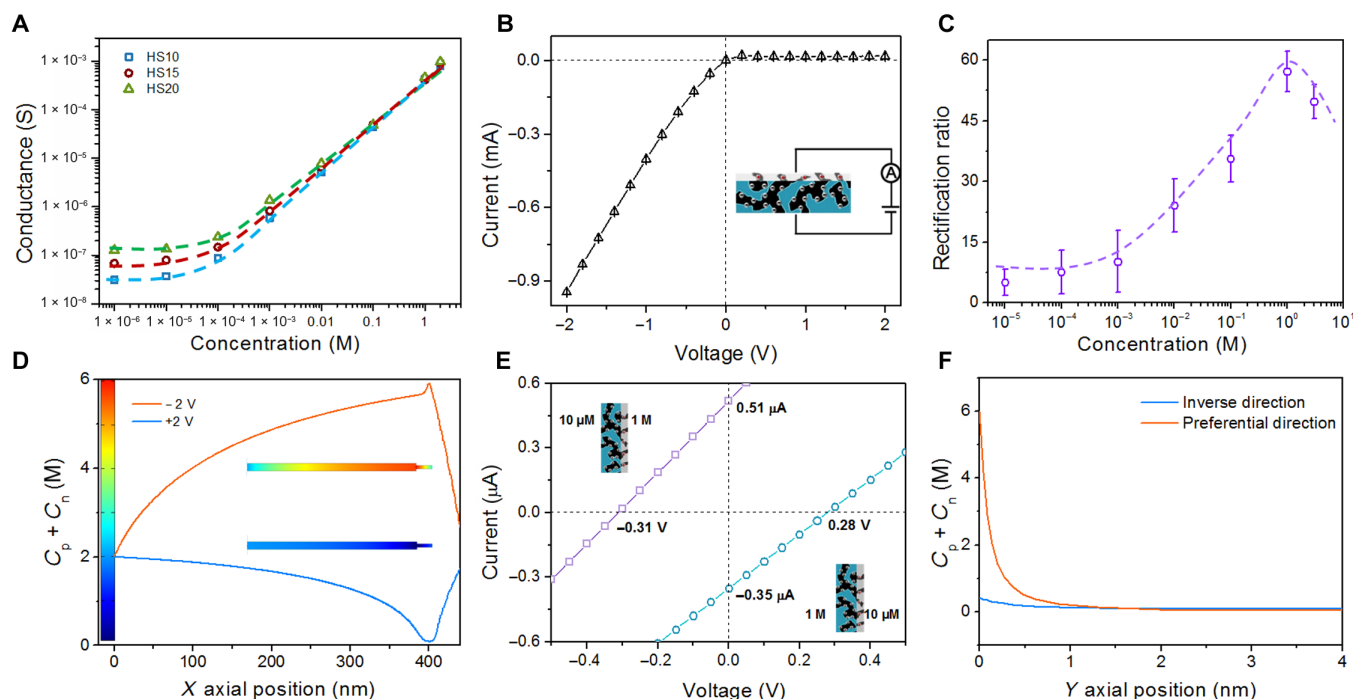 A
HS10
HS15
HS20
1 × 10⁻³
1 × 10⁻⁴
1 × 10⁻⁵
1 × 10⁻⁶
1 × 10⁻⁷
1 × 10⁻⁸
Conductance (S)
1 × 10⁻⁶ 1 × 10⁻⁵ 1 × 10⁻⁴ 1 × 10⁻³ 0.01 0.1 1
Concentration (M)
B
0.0
−0.3
−0.6
−0.9
Current (mA)
A
−2 −1 0 1 2
Voltage (V)
C
60
45
30
15
0
Rectification ratio
10⁻⁵ 10⁻⁴ 10⁻³ 10⁻² 10⁻¹ 10⁰ 10¹
Concentration (M)
D
− 2 V
+2 V
6
4
2
0
Cp + Cn (M)
0 100 200 300 400
X axial position (nm)
E
0.6
0.3
0.0
−0.3
−0.6
Current (μA)
10 μM 1 M
0.51 μA
−0.31 V
0.28 V
−0.35 μA
1 M 10 μM
−0.4 −0.2 0.0 0.2 0.4
Voltage (V)
F
Inverse direction
Preferential direction
6
4
2
0
Cp + Cn (M)
0 1 2 3 4
Y axial position (nm)